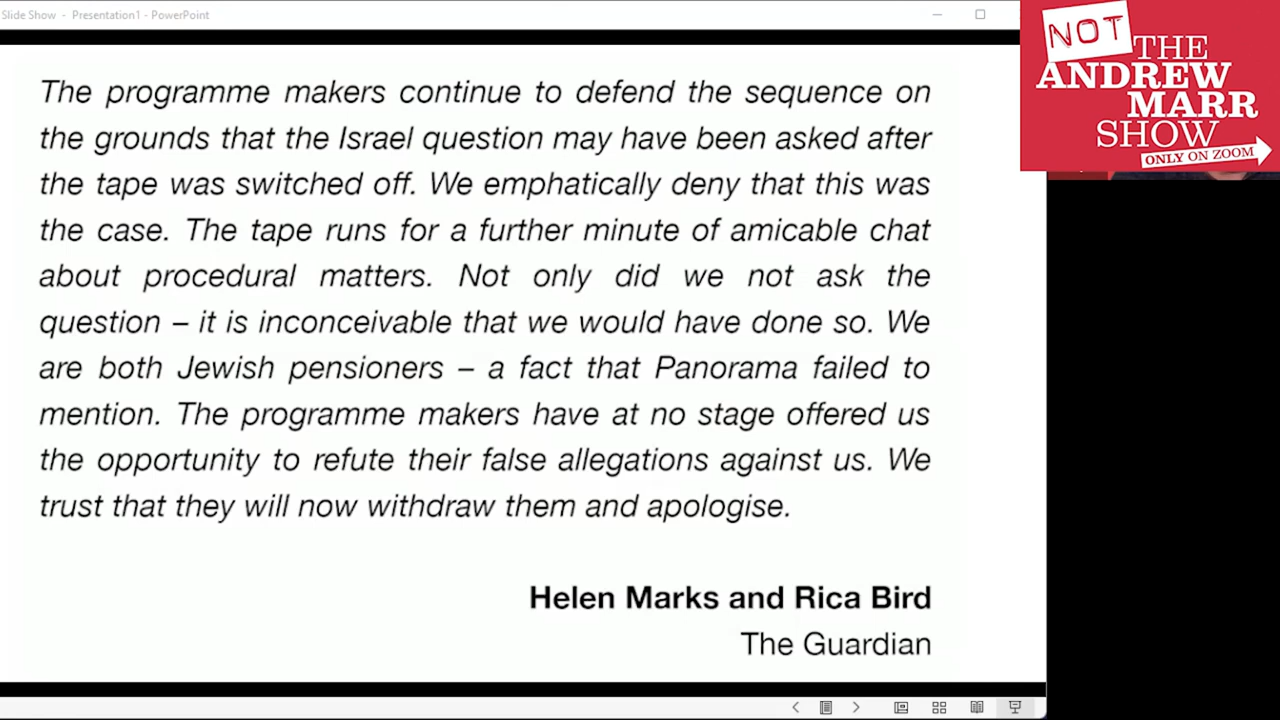 Slide Show - Presentation1 - PowerPoint
NOT
THE
ANDREW
MARR
SHOW
ONLY ON ZOOM
The programme makers continue to defend the sequence on
the grounds that the Israel question may have been asked after
the tape was switched off. We emphatically deny that this was
the case. The tape runs for a further minute of amicable chat
about procedural matters. Not only did we not ask the
question – it is inconceivable that we would have done so. We
are both Jewish pensioners – a fact that Panorama failed to
mention. The programme makers have at no stage offered us
the opportunity to refute their false allegations against us. We
trust that they will now withdraw them and apologise.
Helen Marks and Rica Bird
The Guardian